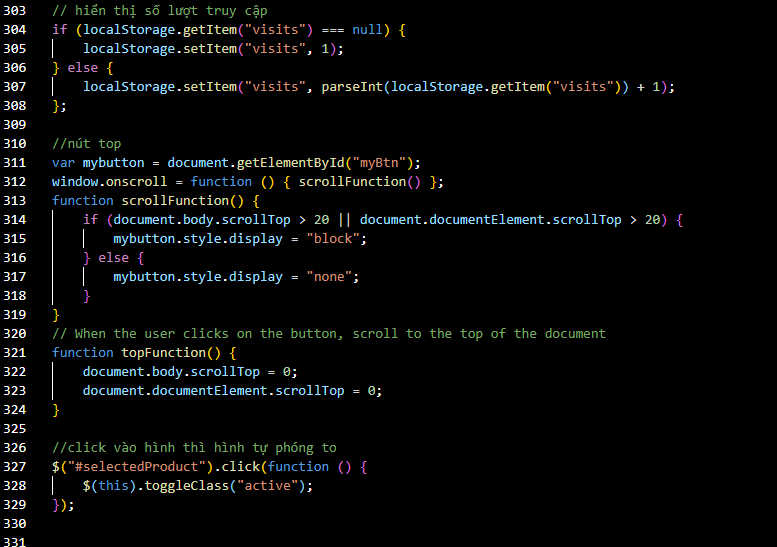 303 // hiển thị số lượt truy cập
304 if (localStorage.getItem("visits") === null) {
305     localStorage.setItem("visits", 1);
306 } else {
307     localStorage.setItem("visits", parseInt(localStorage.getItem("visits")) + 1);
308 };
309
310 //nút top
311 var mybutton = document.getElementById("myBtn");
312 window.onscroll = function () { scrollFunction() };
313 function scrollFunction() {
314     if (document.body.scrollTop > 20 || document.documentElement.scrollTop > 20) {
315         mybutton.style.display = "block";
316     } else {
317         mybutton.style.display = "none";
318     }
319 }
320 // When the user clicks on the button, scroll to the top of the document
321 function topFunction() {
322     document.body.scrollTop = 0;
323     document.documentElement.scrollTop = 0;
324 }
325
326 //click vào hình thì hình tự phóng to
327 $("#selectedProduct").click(function () {
328     $(this).toggleClass("active");
329 });
330
331